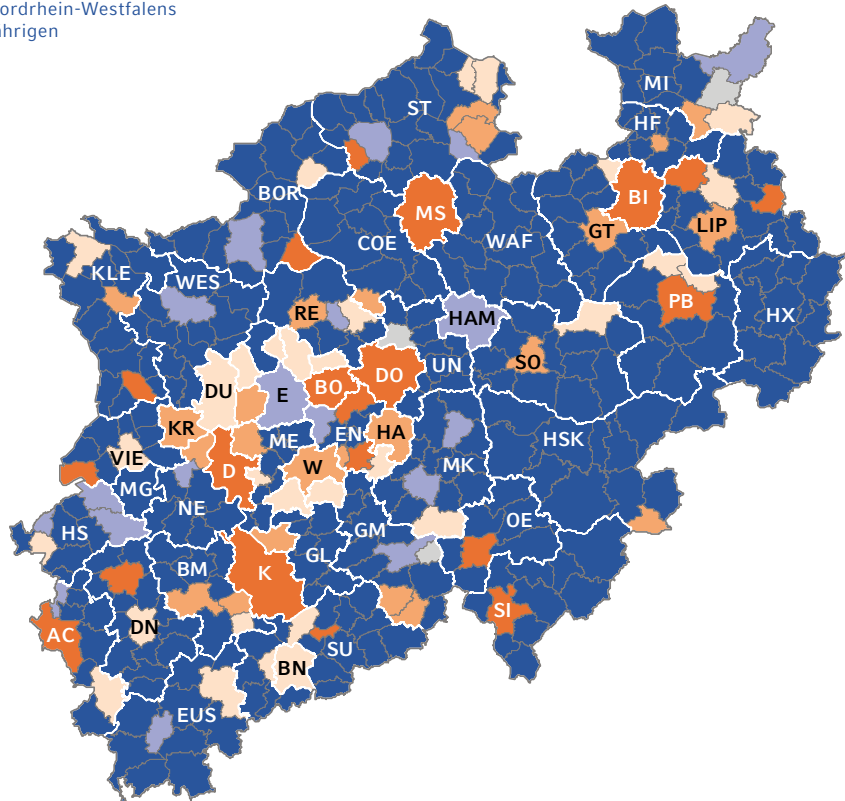 ordrhein-Westfalens
ährigen
ST
MI
HF
BOR
MS
BI
COE
WAF
GT
LIP
KLE
WES
RE
HAM
PB
HX
DU
E
BO
DO
UN
SO
KR
ME
EN
HA
HSK
VIE
D
W
MK
MG
NE
HS
GM
OE
BM
K
GL
AC
DN
SI
SU
BN
EUS